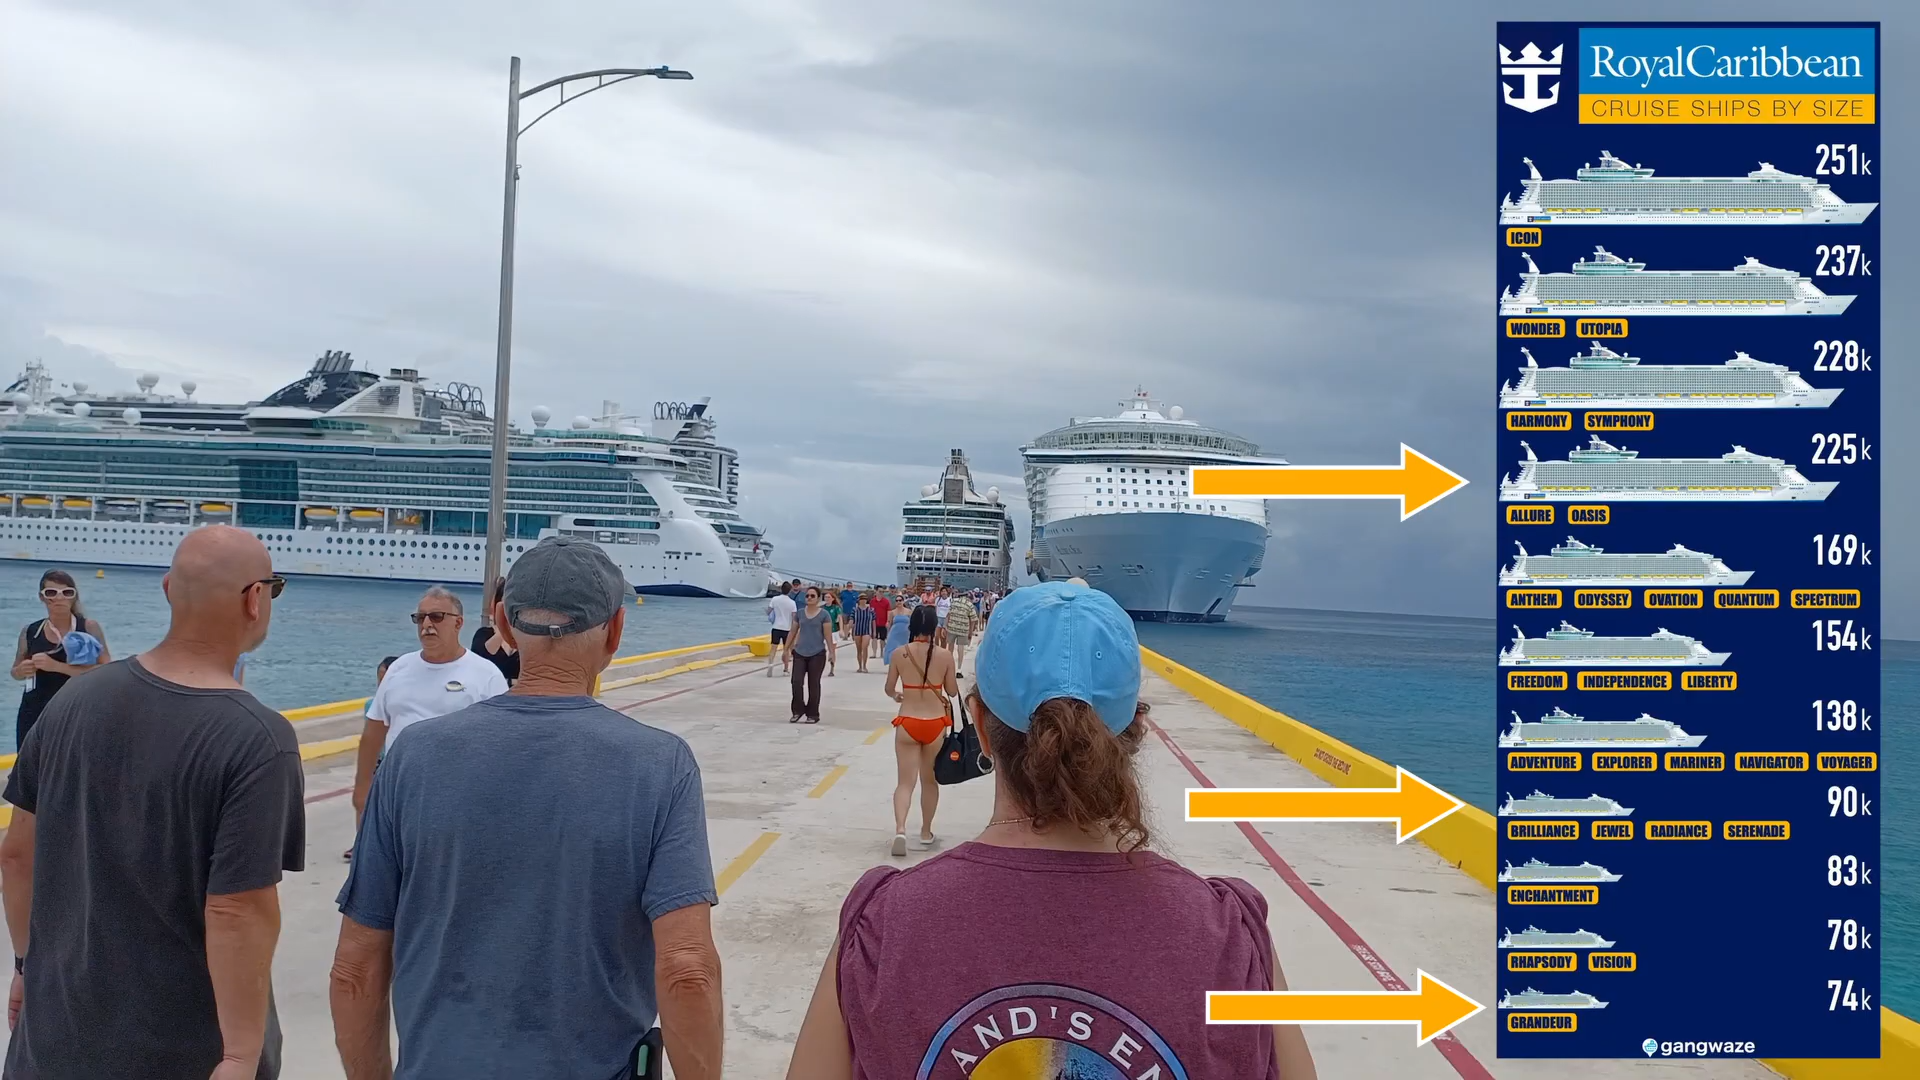 RoyalCaribbean
CRUISE SHIPS BY SIZE
251k
ICON
237k
WONDER UTOPIA
228k
HARMONY SYMPHONY
225k
ALLURE OASIS
169k
ANTHEM ODYSSEY OVATION QUANTUM SPECTRUM
154k
FREEDOM INDEPENDENCE LIBERTY
138k
ADVENTURE EXPLORER MARINER NAVIGATOR VOYAGER
90k
BRILLIANCE JEWEL RADIANCE SERENADE
83k
ENCHANTMENT
78k
RHAPSODY VISION
74k
GRANDEUR
gangwaze
AND'S EN